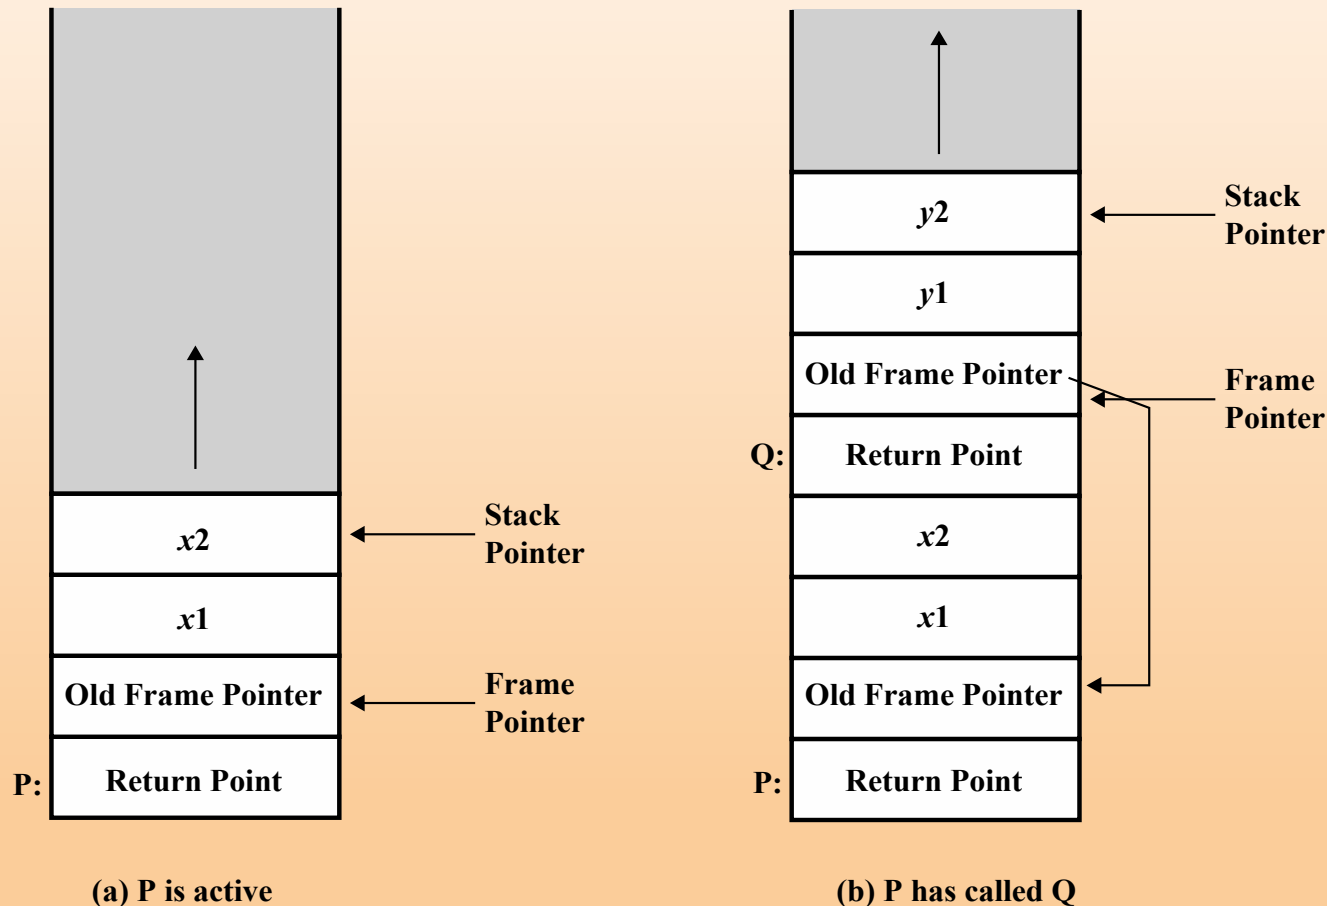 x2
Stack
Pointer
x1
Old Frame Pointer
Frame
Pointer
P:
Return Point
(a) P is active
y2
Stack
Pointer
y1
Old Frame Pointer
Frame
Pointer
Q:
Return Point
x2
x1
Old Frame Pointer
P:
Return Point
(b) P has called Q